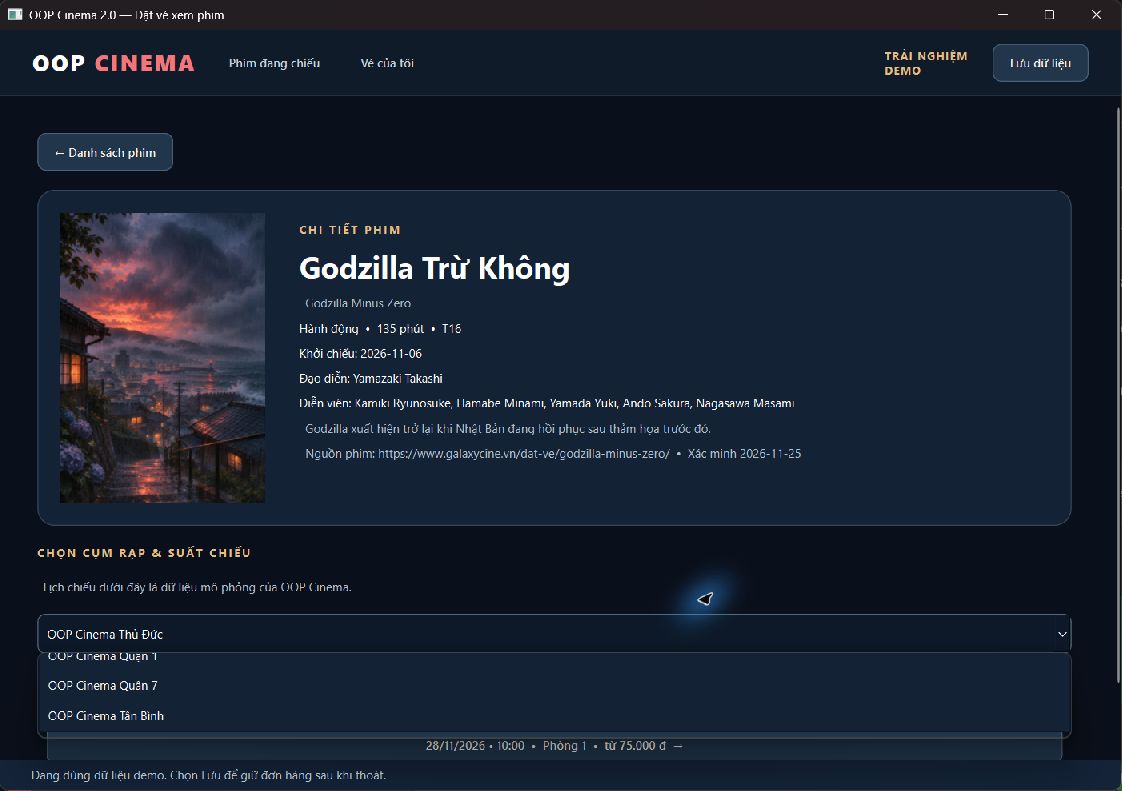 OOP Cinema 2.0 — Đặt vé xem phim
OOP CINEMA
Phim đang chiếu
Vé của tôi
TRẢI NGHIỆM
DEMO
Lưu dữ liệu
← Danh sách phim
CHI TIẾT PHIM
Godzilla Trừ Không
Godzilla Minus Zero
Hành động • 135 phút • T16
Khởi chiếu: 2026-11-06
Đạo diễn: Yamazaki Takashi
Diễn viên: Kamiki Ryunosuke, Hamabe Minami, Yamada Yuki, Ando Sakura, Nagasawa Masami
Godzilla xuất hiện trở lại khi Nhật Bản đang hồi phục sau thảm họa trước đó.
Nguồn phim: https://www.galaxycine.vn/dat-ve/godzilla-minus-zero/ • Xác minh 2026-11-25
CHỌN CỤM RẠP & SUẤT CHIẾU
Lịch chiếu dưới đây là dữ liệu mô phỏng của OOP Cinema.
OOP Cinema Thủ Đức
OOP Cinema Quận 1
OOP Cinema Quận 7
OOP Cinema Tân Bình
28/11/2026 • 10:00 • Phòng 1 • từ 75.000 đ →
Đang dùng dữ liệu demo. Chọn Lưu để giữ đơn hàng sau khi thoát.